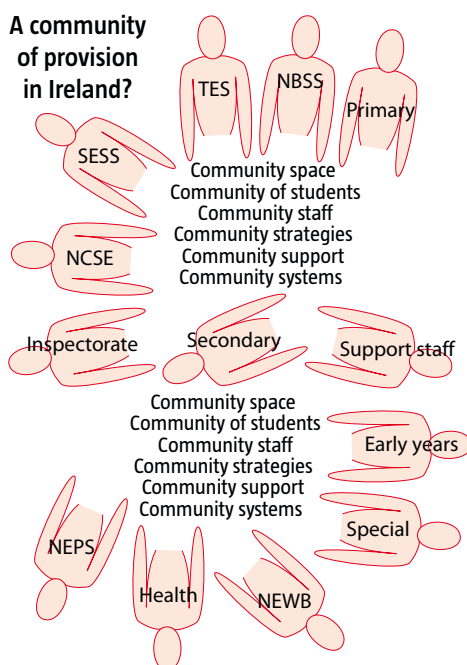 A community
of provision
in Ireland?
TES
NBSS
Primary
SESS
Community space
Community of students
Community staff
Community strategies
Community support
Community systems
NCSE
Inspectorate
Secondary
Support staff
Community space
Community of students
Community staff
Community strategies
Community support
Community systems
Early years
Special
NEPS
Health
NEWB